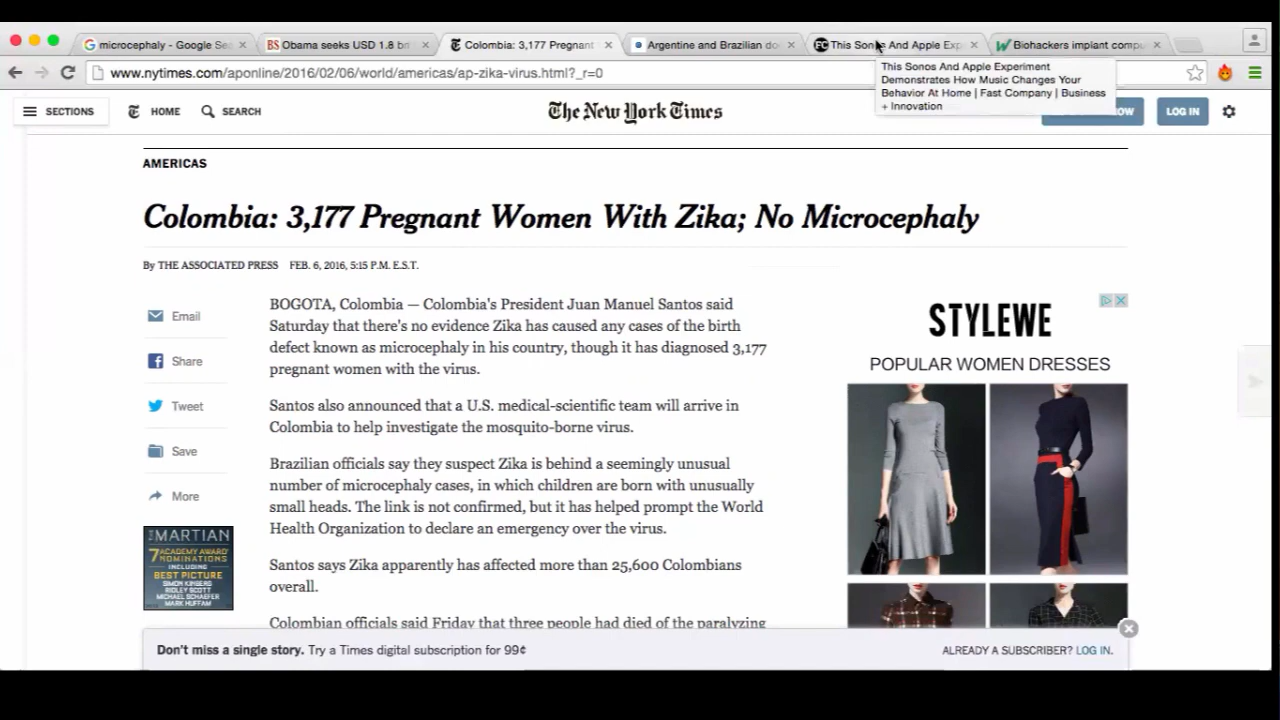 microcephaly - Google Se
BS Obama seeks USD 1.8 b
Colombia: 3,177 Pregnant
Argentine and Brazilian do
FC This Sonos And Apple Exp
Biohackers implant compu
www.nytimes.com/aponline/2016/02/06/world/americas/ap-zika-virus.html?_r=0
This Sonos And Apple Experiment
Demonstrates How Music Changes Your
Behavior At Home | Fast Company | Business
+ Innovation
SECTIONS
HOME
SEARCH
The New York Times
LOG IN
AMERICAS
Colombia: 3,177 Pregnant Women With Zika; No Microcephaly
By THE ASSOCIATED PRESS FEB. 6, 2016, 5:15 P.M. E.S.T.
Email
Share
Tweet
Save
More
BOGOTA, Colombia — Colombia's President Juan Manuel Santos said
Saturday that there's no evidence Zika has caused any cases of the birth
defect known as microcephaly in his country, though it has diagnosed 3,177
pregnant women with the virus.
Santos also announced that a U.S. medical-scientific team will arrive in
Colombia to help investigate the mosquito-borne virus.
Brazilian officials say they suspect Zika is behind a seemingly unusual
number of microcephaly cases, in which children are born with unusually
small heads. The link is not confirmed, but it has helped prompt the World
Health Organization to declare an emergency over the virus.
Santos says Zika apparently has affected more than 25,600 Colombians
overall.
Colombian officials said Friday that three people had died of the paralyzing
STYLEWE
POPULAR WOMEN DRESSES
THE MARTIAN
7 ACADEMY AWARD
NOMINATIONS
INCLUDING
BEST PICTURE
SIMON KINBERG
RIDLEY SCOTT
MICHAEL SCHAEFER
MARK HUFFAM
Don't miss a single story. Try a Times digital subscription for 99¢
ALREADY A SUBSCRIBER? LOG IN.